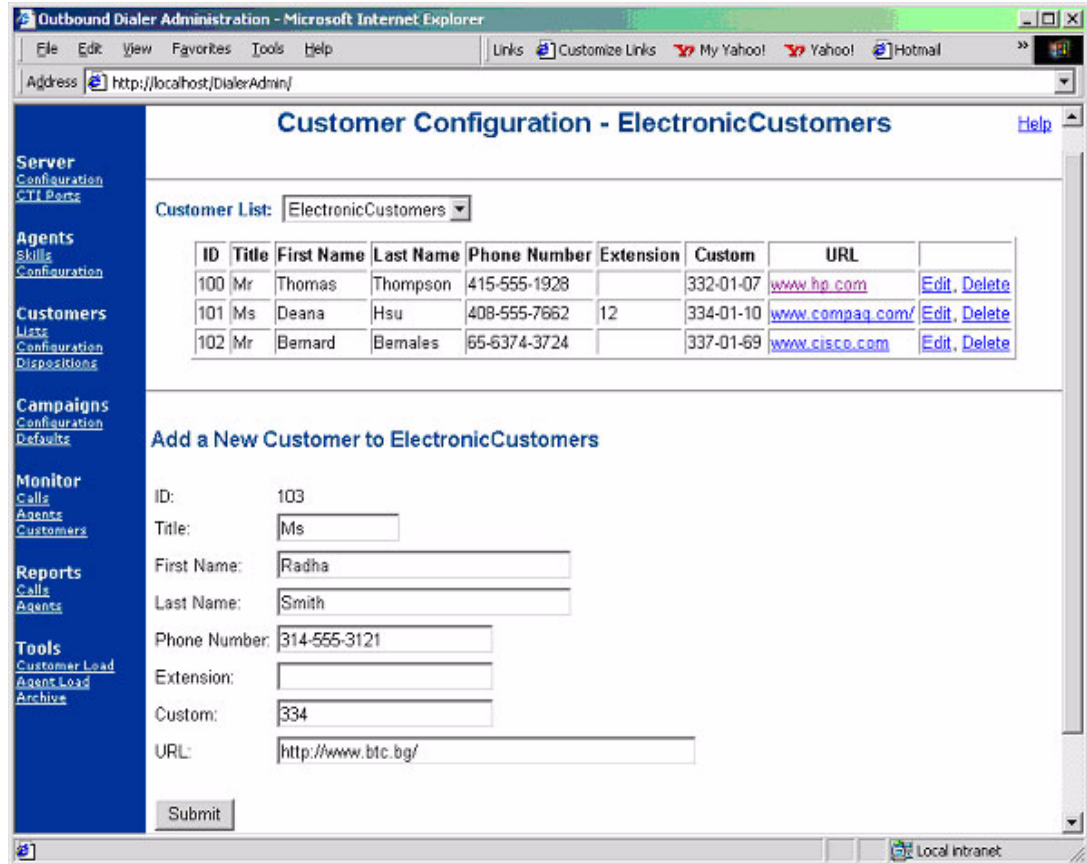 Outbound Dialer Administration - Microsoft Internet Explorer
File Edit View Favorites Tools Help Links Customize Links My Yahoo! Yahoo! Hotmail »
Address http://localhost/DialerAdmin/
Customer Configuration - ElectronicCustomers
Help
Server
Configuration
CTI Ports
Agents
Skills
Configuration
Customers
Lists
Configuration
Dispositions
Campaigns
Configuration
Defaults
Monitor
Calls
Agents
Customers
Reports
Calls
Agents
Tools
Customer Load
Agent Load
Archive
Customer List: ElectronicCustomers
ID Title First Name Last Name Phone Number Extension Custom URL
100 Mr Thomas Thompson 415-555-1928 332-01-07 www.hp.com Edit, Delete
101 Ms Deana Hsu 408-555-7662 12 334-01-10 www.compaq.com/ Edit, Delete
102 Mr Bernard Bernales 65-6374-3724 337-01-69 www.cisco.com Edit, Delete
Add a New Customer to ElectronicCustomers
ID: 103
Title: Ms
First Name: Radha
Last Name: Smith
Phone Number: 314-555-3121
Extension:
Custom: 334
URL: http://www.btc.bg/
Submit
Local intranet